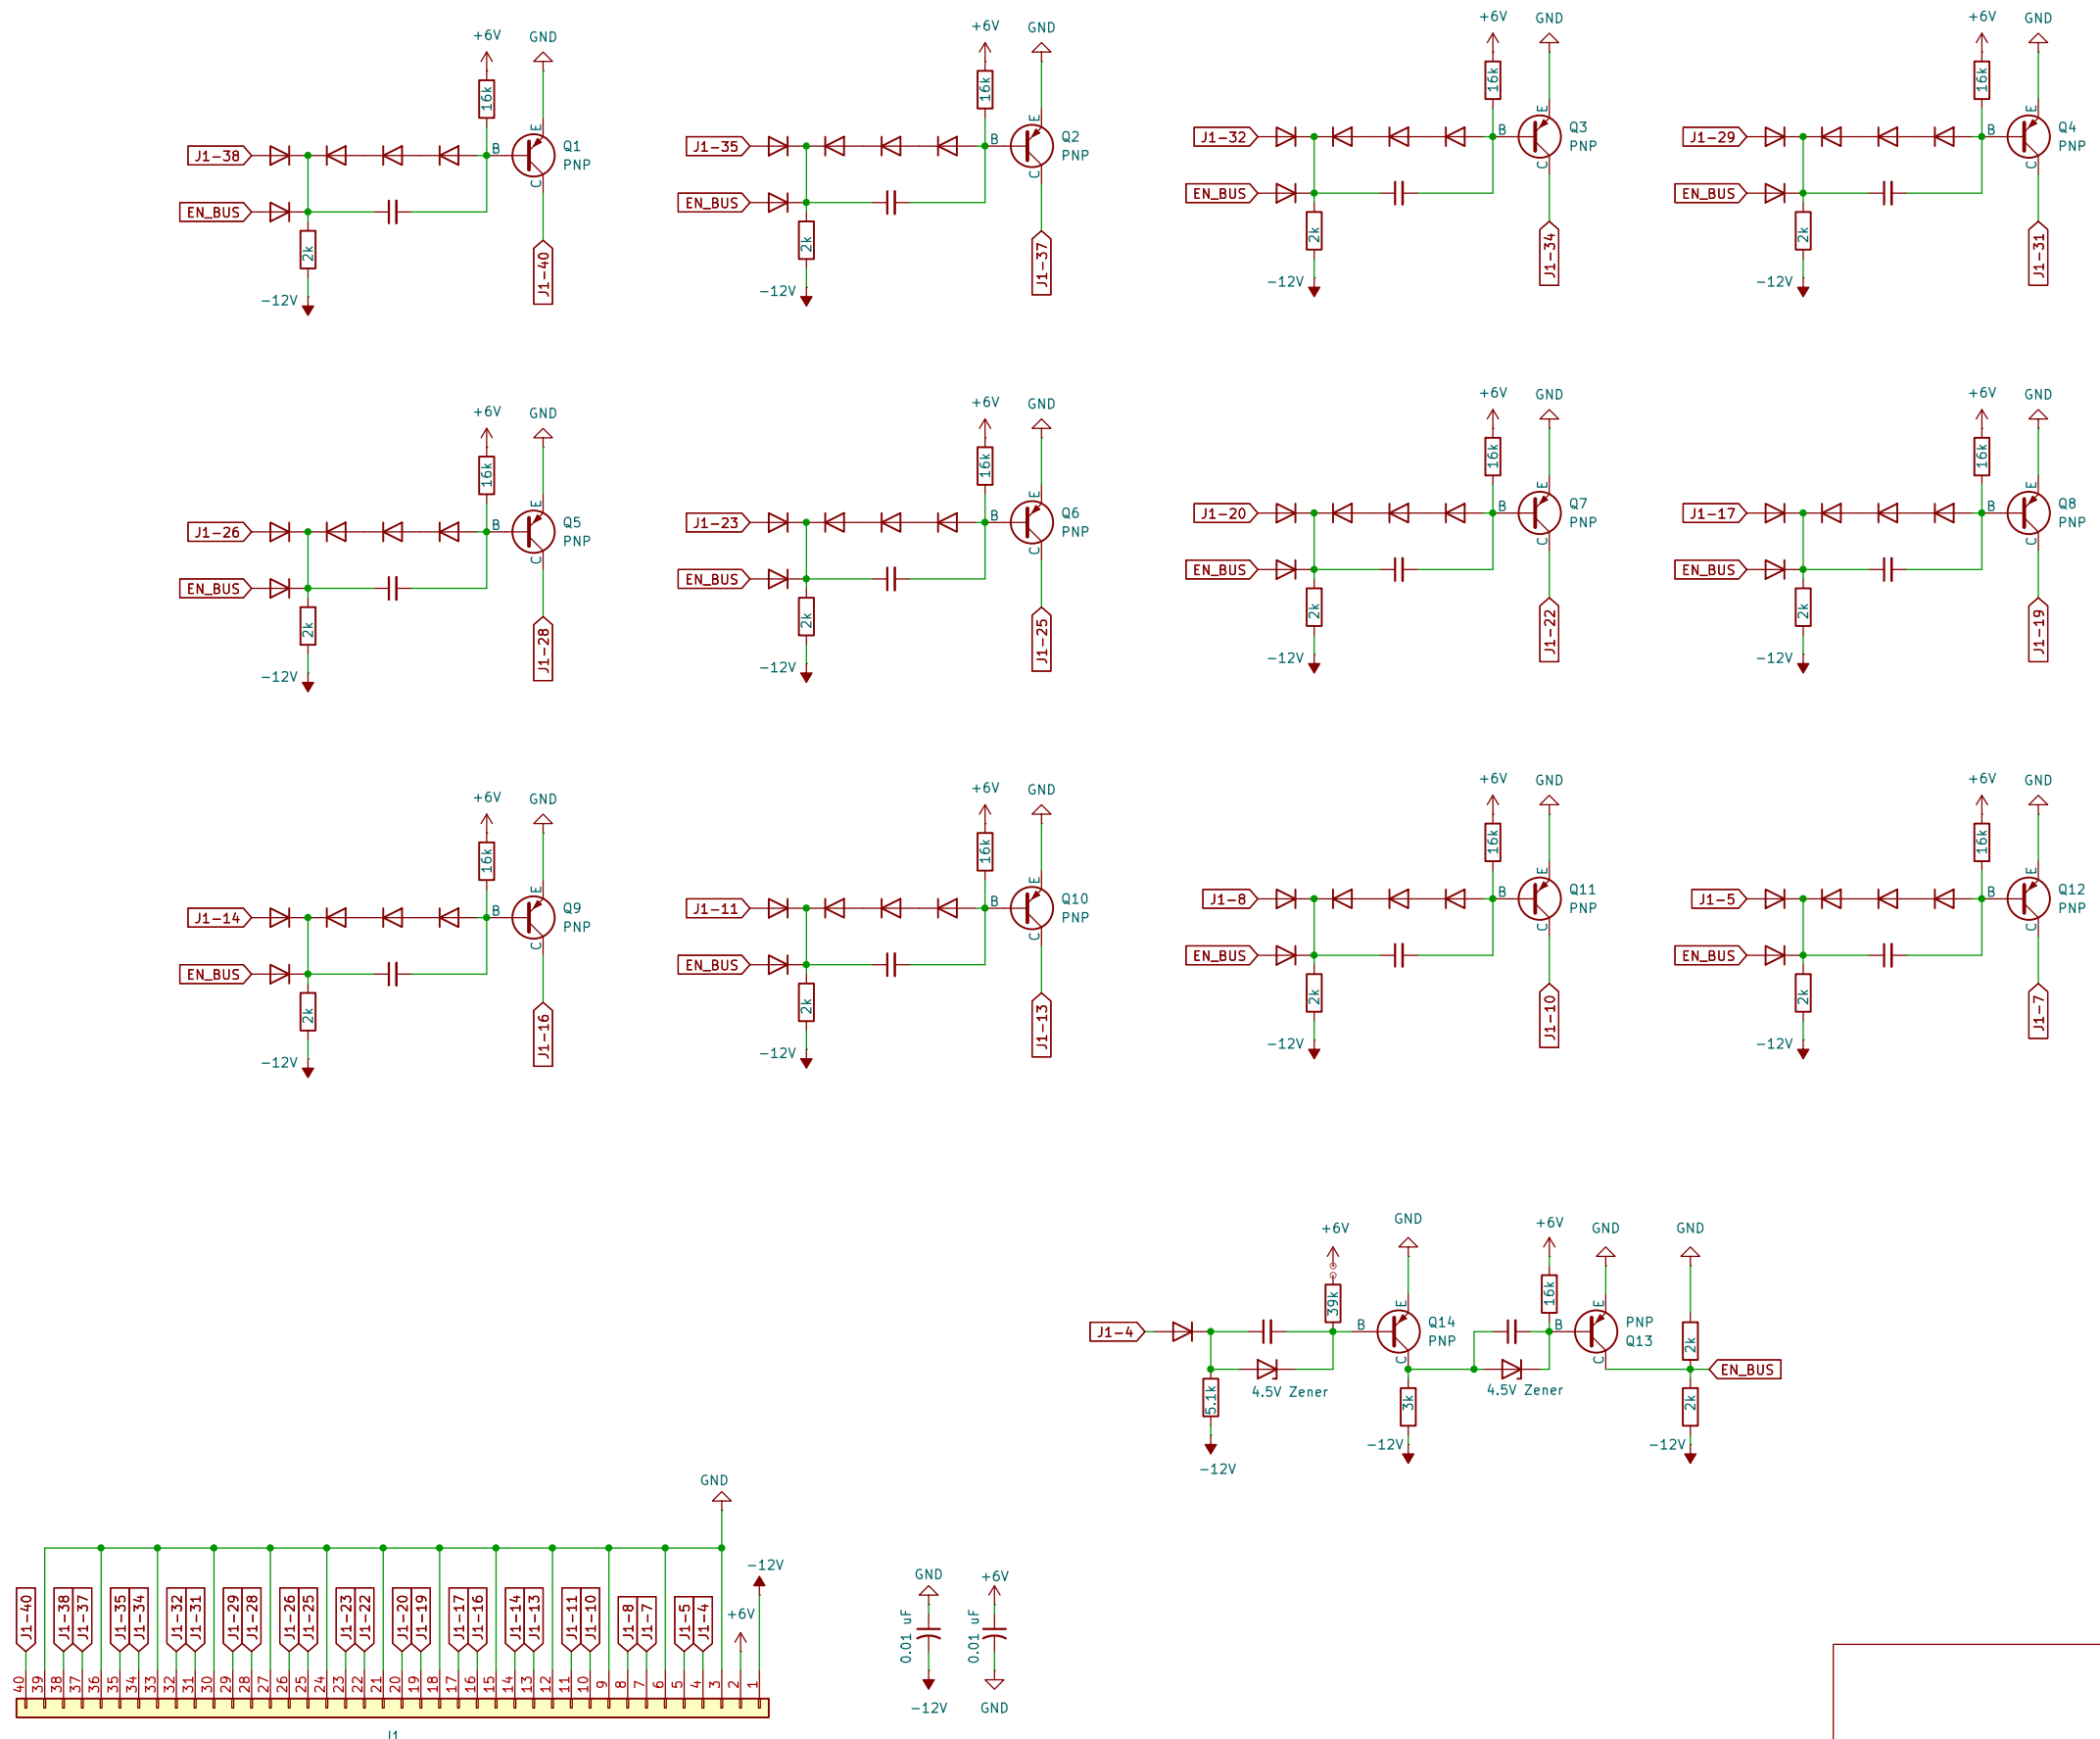 +6V
GND
16k
J1-38
B
E
C
Q1
PNP
EN_BUS
2k
-12V
J1-40
+6V
GND
16k
J1-35
B
E
C
Q2
PNP
EN_BUS
2k
-12V
J1-37
+6V
GND
16k
J1-32
B
E
C
Q3
PNP
EN_BUS
2k
-12V
J1-34
+6V
GND
16k
J1-29
B
E
C
Q4
PNP
EN_BUS
2k
-12V
J1-31
+6V
GND
16k
J1-26
B
E
C
Q5
PNP
EN_BUS
2k
-12V
J1-28
+6V
GND
16k
J1-23
B
E
C
Q6
PNP
EN_BUS
2k
-12V
J1-25
+6V
GND
16k
J1-20
B
E
C
Q7
PNP
EN_BUS
2k
-12V
J1-22
+6V
GND
16k
J1-17
B
E
C
Q8
PNP
EN_BUS
2k
-12V
J1-19
+6V
GND
16k
J1-14
B
E
C
Q9
PNP
EN_BUS
2k
-12V
J1-16
+6V
GND
16k
J1-11
B
E
C
Q10
PNP
EN_BUS
2k
-12V
J1-13
+6V
GND
16k
J1-8
B
E
C
Q11
PNP
EN_BUS
2k
-12V
J1-10
+6V
GND
16k
J1-5
B
E
C
Q12
PNP
EN_BUS
2k
-12V
J1-7
+6V
GND
39k
J1-4
B
E
C
Q14
PNP
4.5V Zener
5.1k
-12V
3k
-12V
+6V
GND
16k
B
E
C
PNP
Q13
4.5V Zener
GND
2k
EN_BUS
2k
-12V
GND
-12V
+6V
J1-40
J1-38
J1-37
J1-35
J1-34
J1-32
J1-31
J1-29
J1-28
J1-26
J1-25
J1-23
J1-22
J1-20
J1-19
J1-17
J1-16
J1-14
J1-13
J1-11
J1-10
J1-8
J1-7
J1-5
J1-4
40 39 38 37 36 35 34 33 32 31 30 29 28 27 26 25 24 23 22 21 20 19 18 17 16 15 14 13 12 11 10 9 8 7 6 5 4 3 2 1
J1
GND
0.01 uF
-12V
+6V
0.01 uF
GND